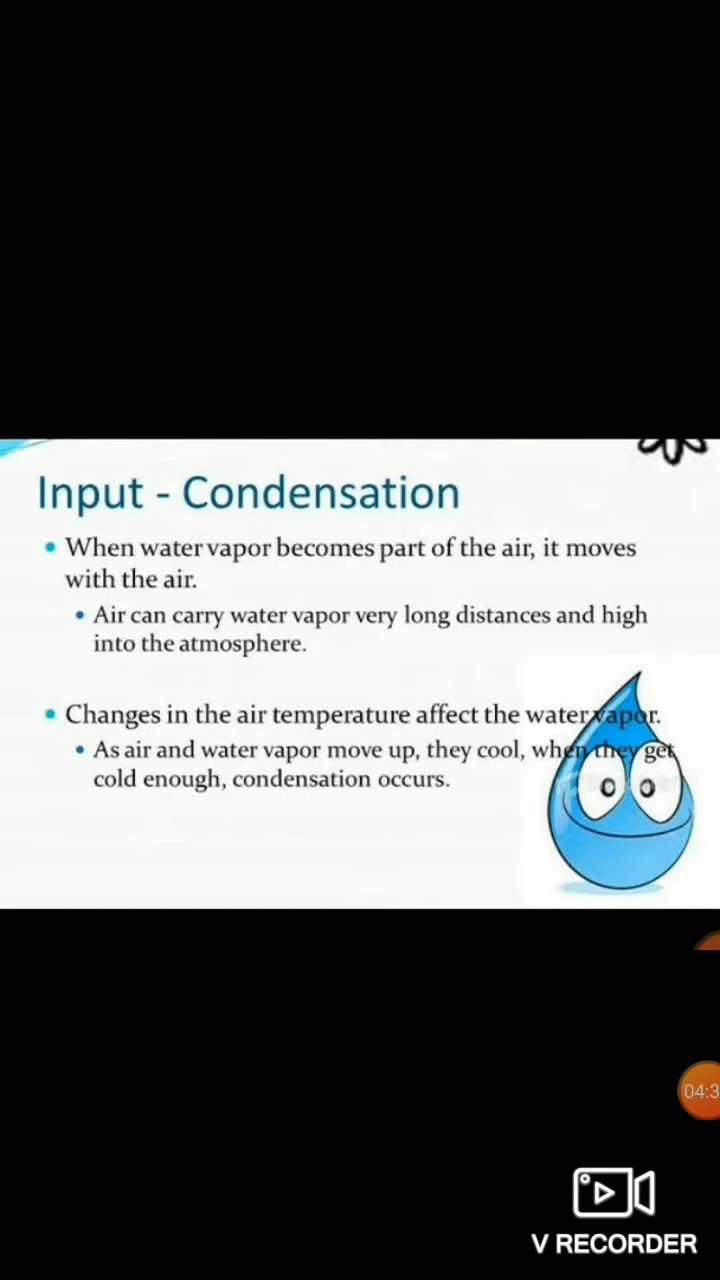 Input - Condensation
• When water vapor becomes part of the air, it moves
with the air.
• Air can carry water vapor very long distances and high
into the atmosphere.
• Changes in the air temperature affect the water vapor.
• As air and water vapor move up, they cool, when they get
cold enough, condensation occurs.
04:3
V RECORDER